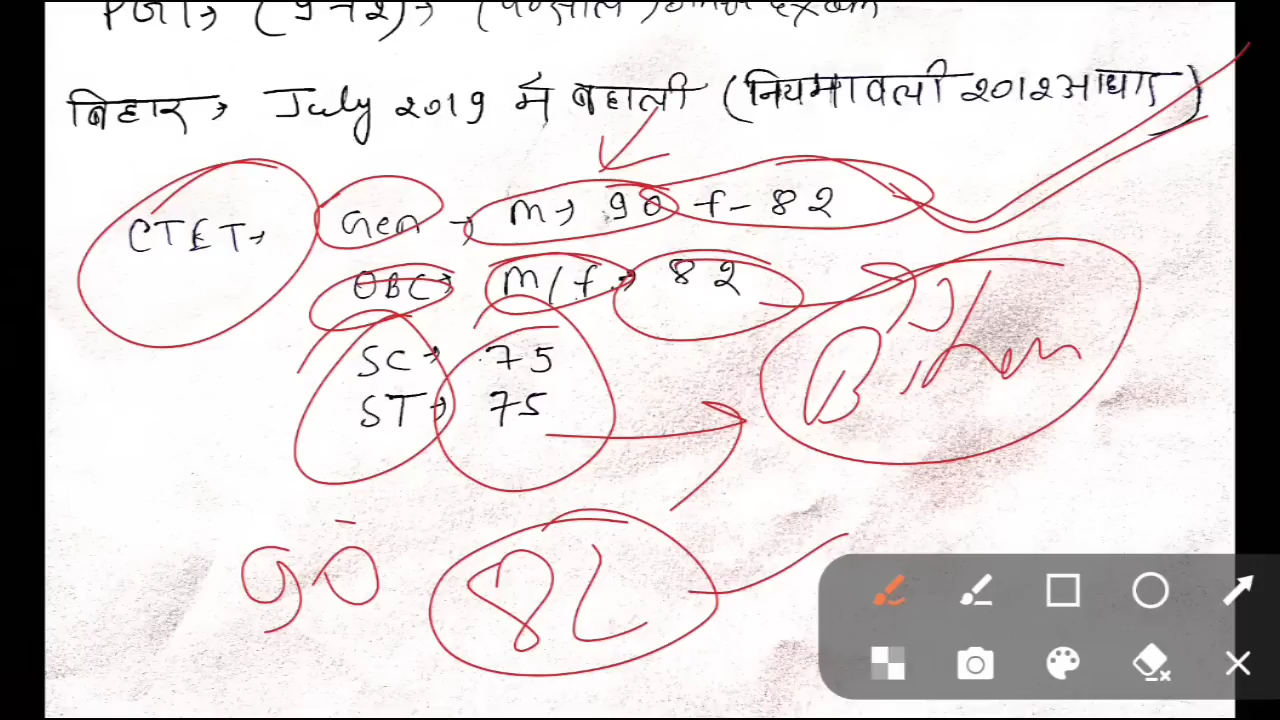 बिहार→ July 2019 में बहाली (नियमावली 2012 आधार)
CTET→ Gen → M→ 90 f-82
OBC→ M/f→ 82
SC→ 75
ST→ 75
Bihar
90 82